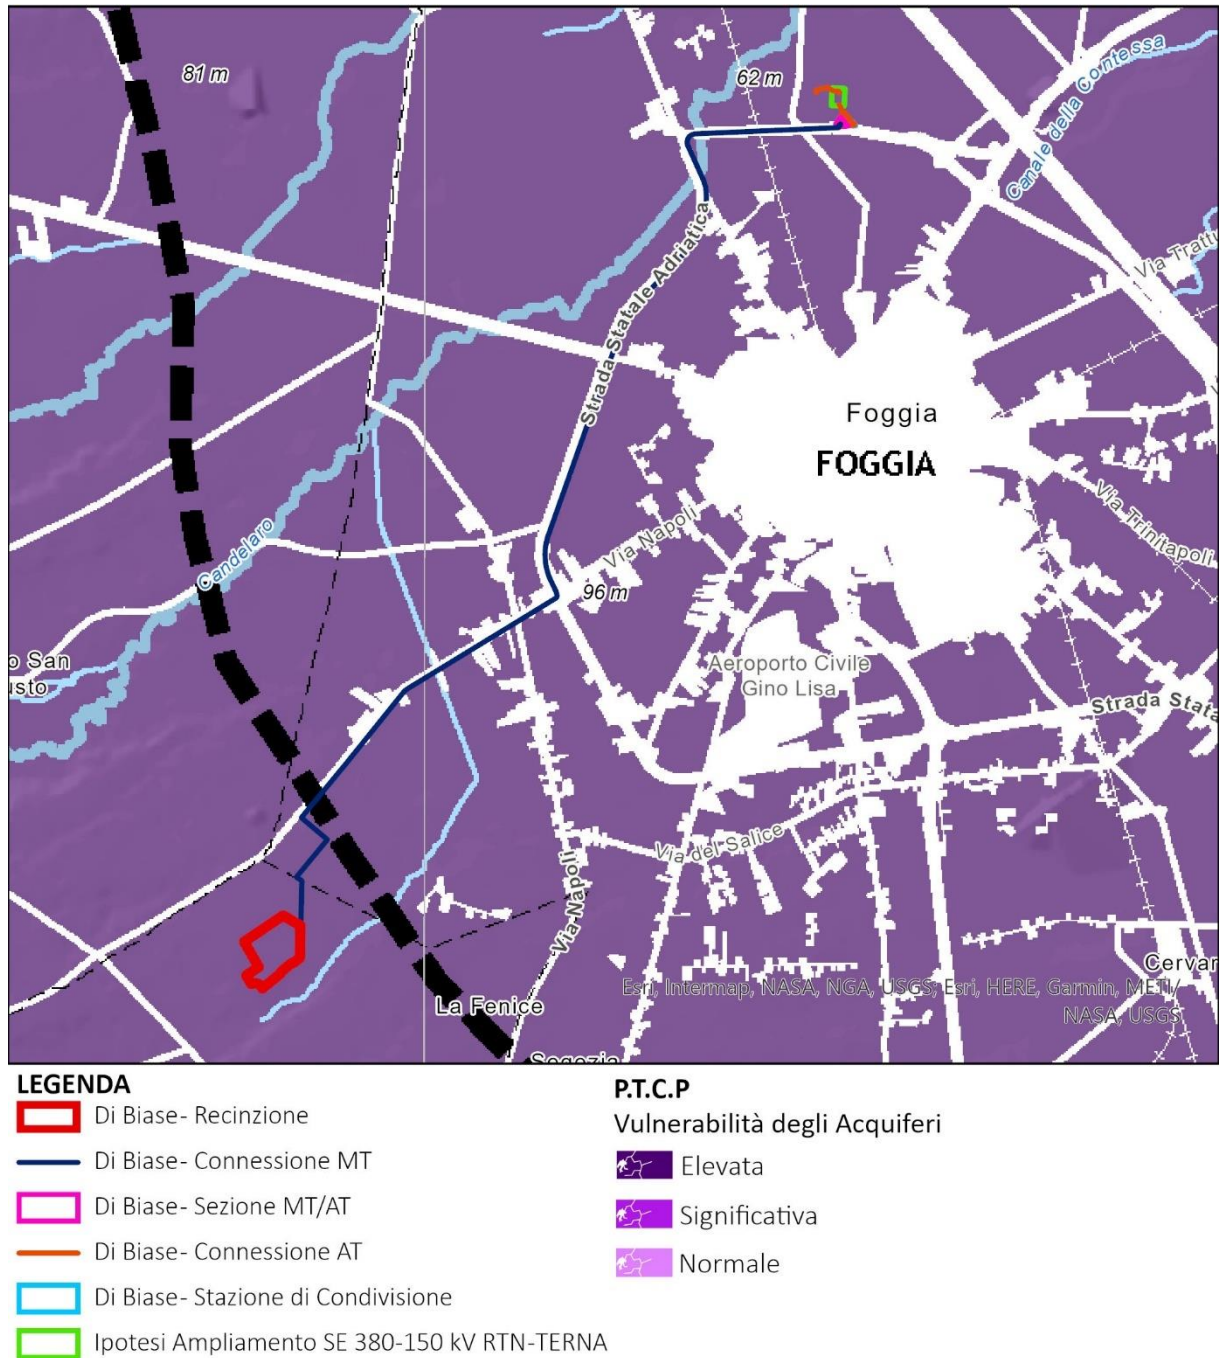 81 m
62 m
Canale della Contessa
Via Trattu
Strada Statale Adriatica
Foggia
FOGGIA
Via Napoli
Via Trinitapoli
Candelaro
96 m
o San
usto
Aeroporto Civile
Gino Lisa
Strada Stata
Via del Salice
Via Napoli
Cervar
Esri, Intermap, NASA, NGA, USGS; Esri, HERE, Garmin, METI/
NASA, USGS
La Fenice
Segezia
LEGENDA
Di Biase- Recinzione
Di Biase- Connessione MT
Di Biase- Sezione MT/AT
Di Biase- Connessione AT
Di Biase- Stazione di Condivisione
Ipotesi Ampliamento SE 380-150 kV RTN-TERNA
P.T.C.P
Vulnerabilità degli Acquiferi
Elevata
Significativa
Normale